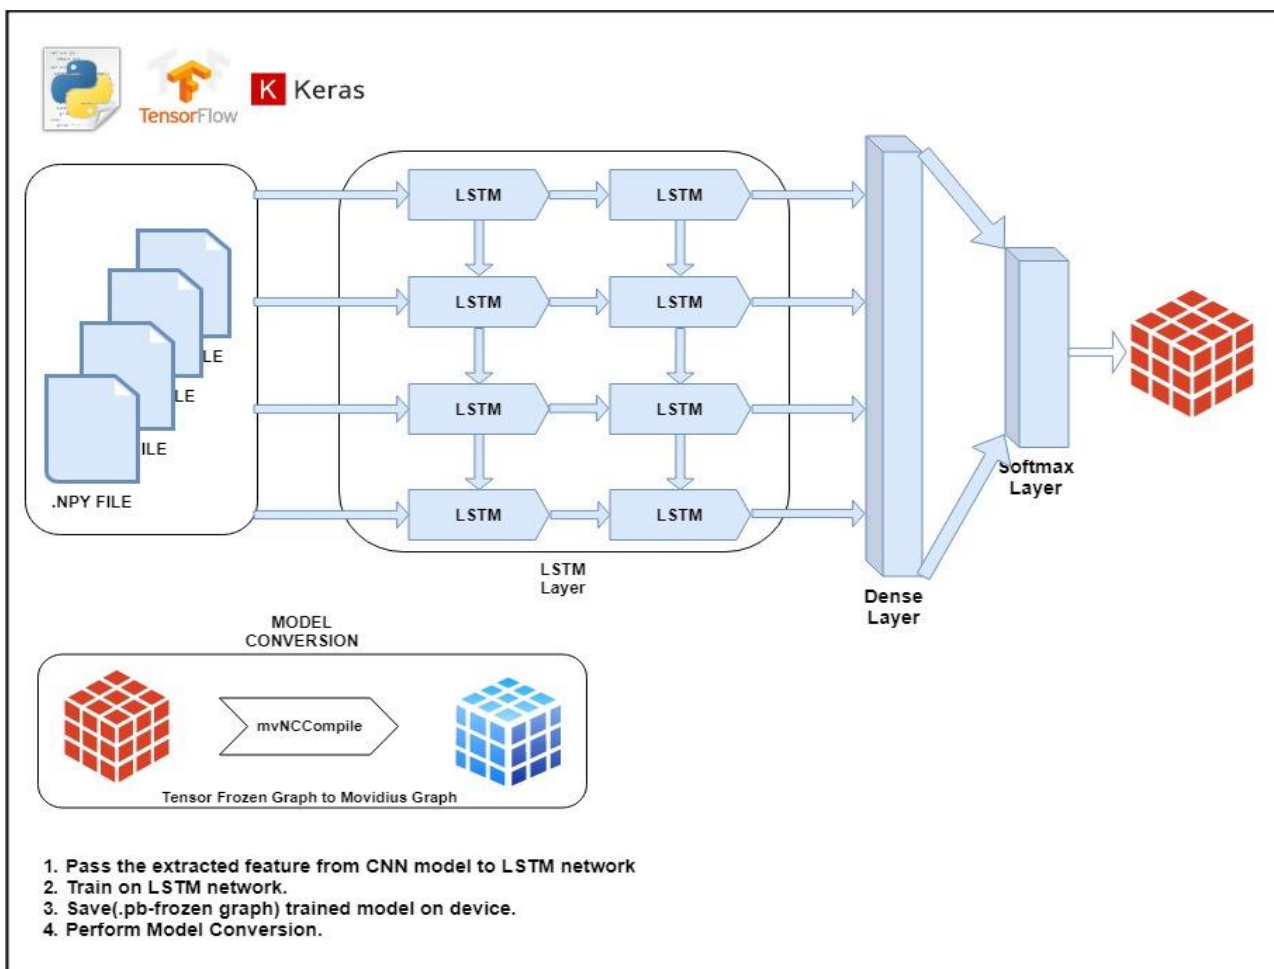 TensorFlow
K Keras
LSTM LSTM
LSTM LSTM
LSTM LSTM
LSTM LSTM
LE
LE
ILE
.NPY FILE
LSTM
Layer
Dense
Layer
Softmax
Layer
MODEL
CONVERSION
mvNCCompile
Tensor Frozen Graph to Movidius Graph
1. Pass the extracted feature from CNN model to LSTM network
2. Train on LSTM network.
3. Save(.pb-frozen graph) trained model on device.
4. Perform Model Conversion.